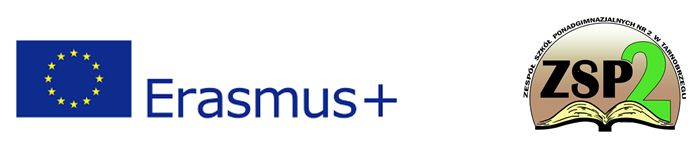 Erasmus+
ZESPÓŁ SZKÓŁ PONADGIMNAZJALNYCH NR 2 W TARNOBRZEGU
ZSP2